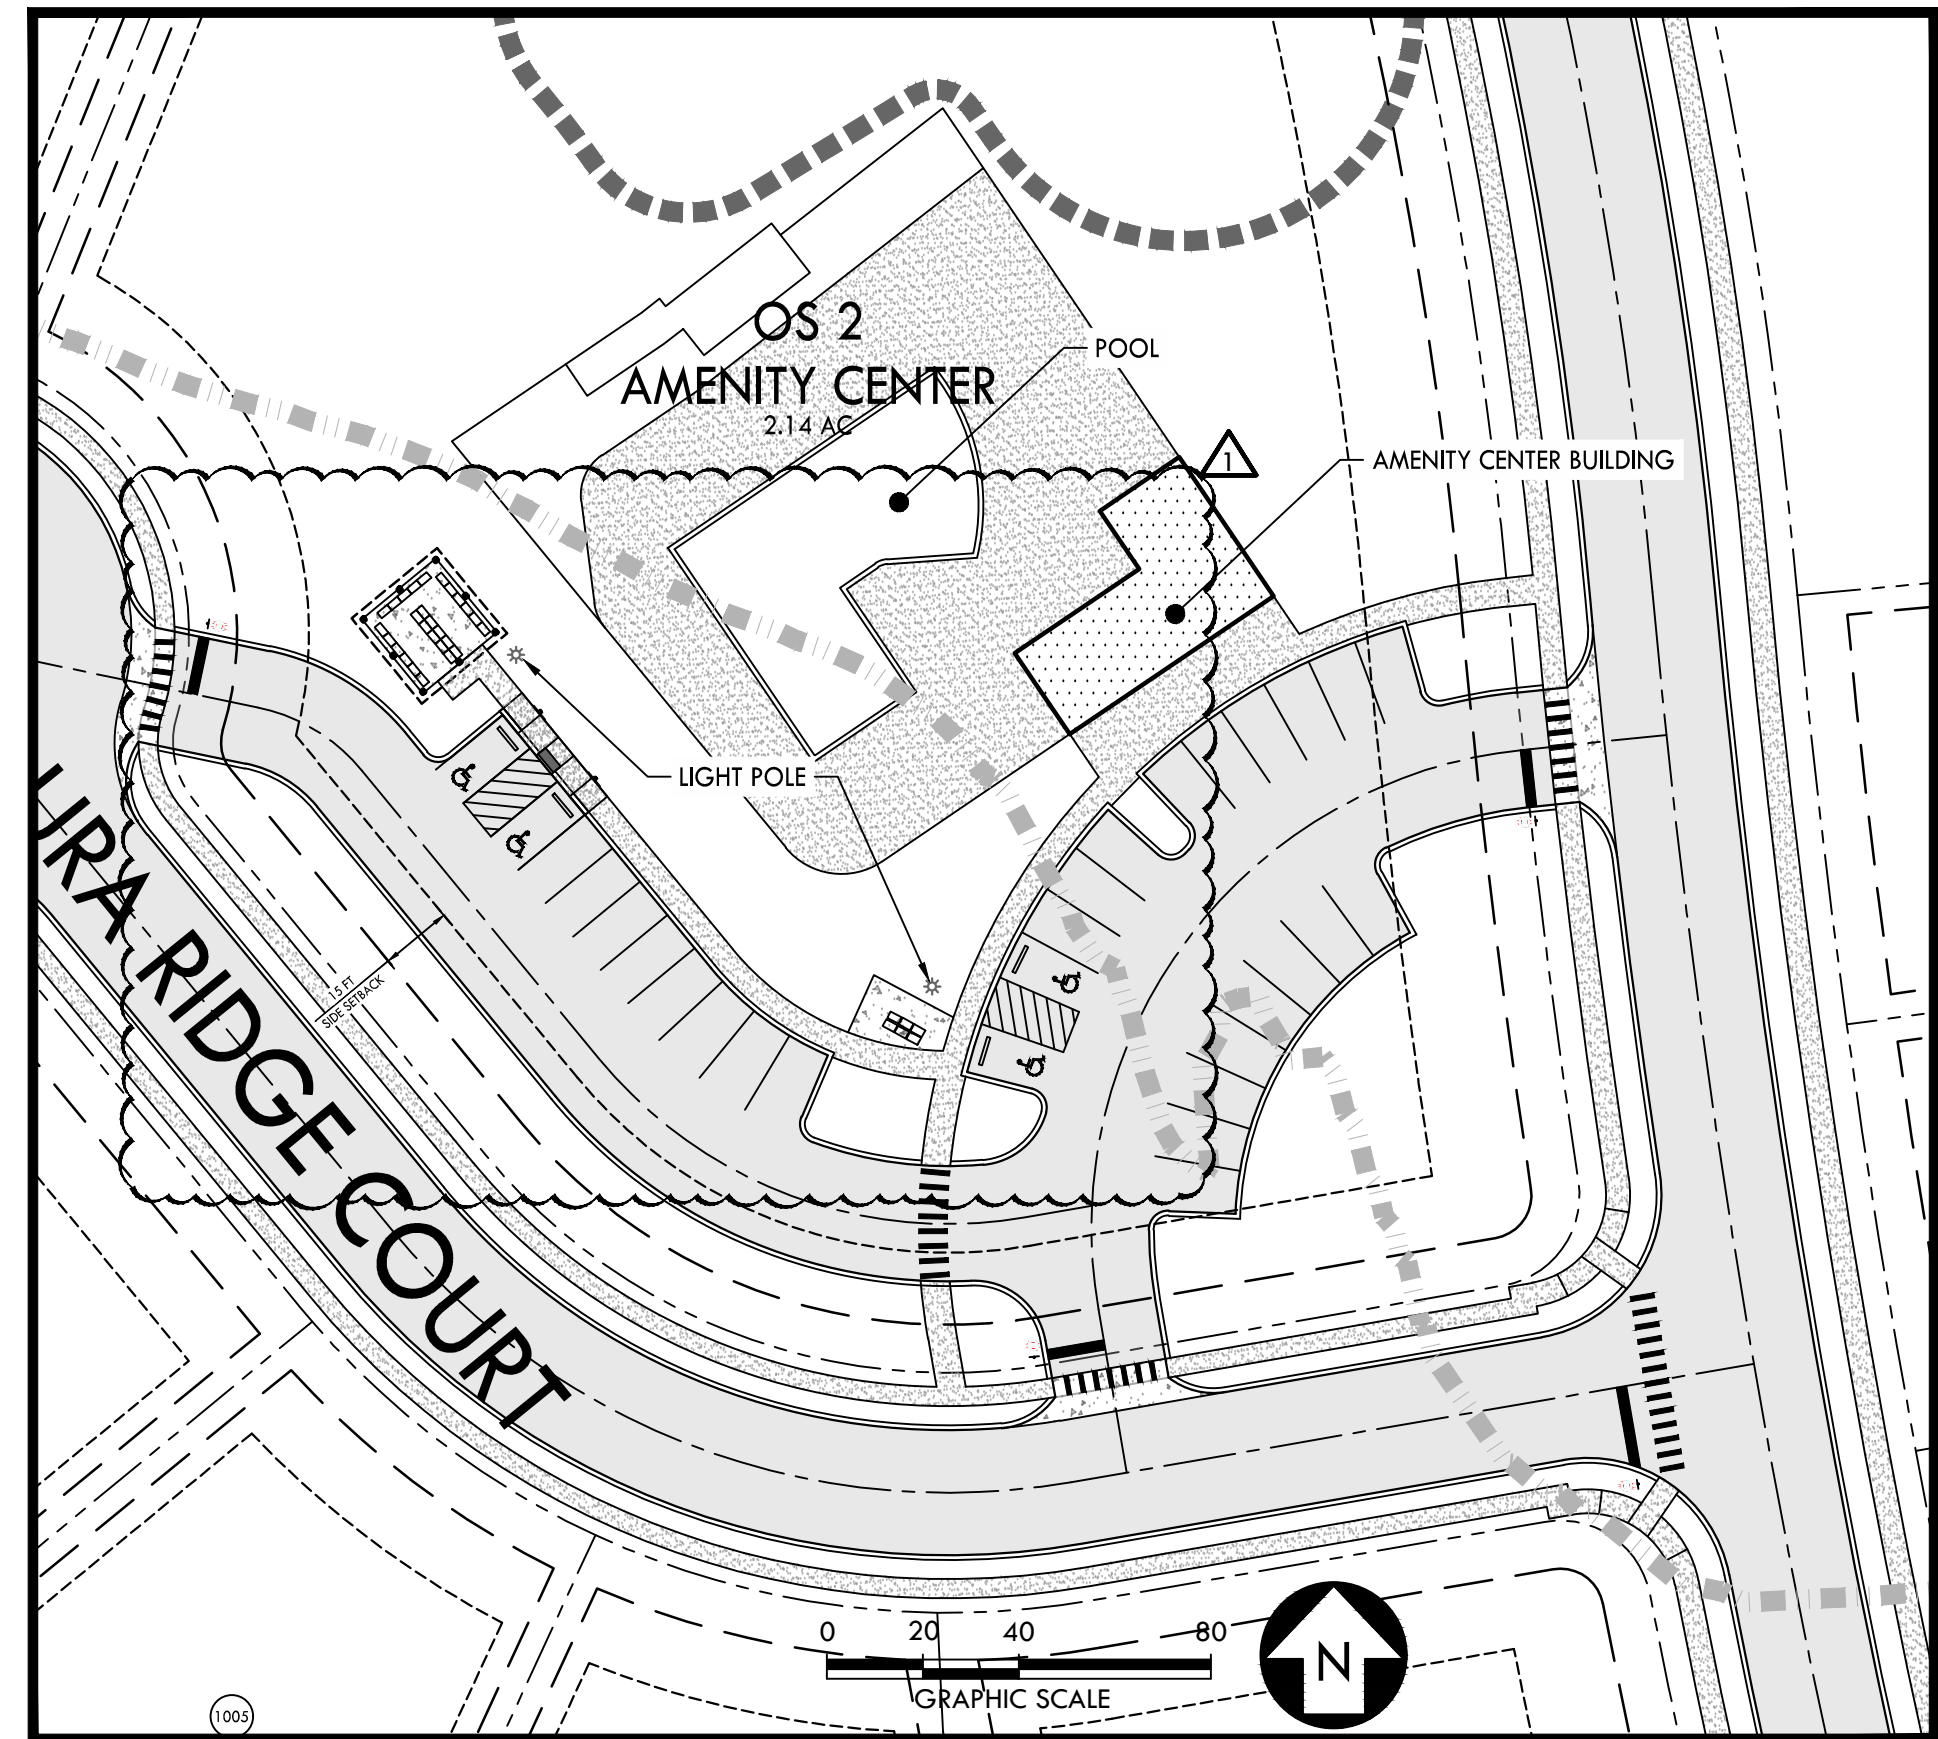 OS 2
AMENITY CENTER
2.14 AC
POOL
1
AMENITY CENTER BUILDING
LIGHT POLE
15 FT
SIDE SETBACK
URA RIDGE COURT
0 20 40 80
GRAPHIC SCALE
N
1005